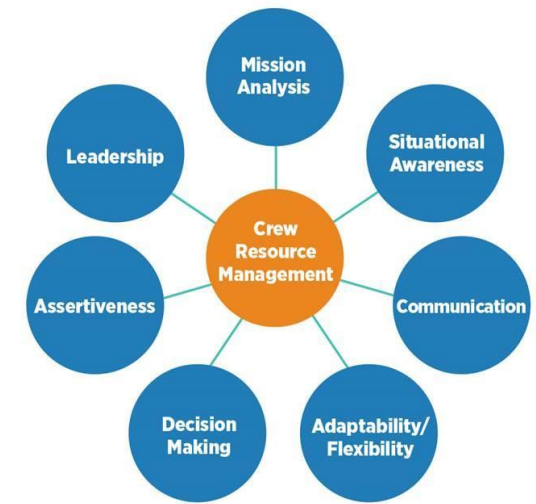 Mission
Analysis
Situational
Awareness
Communication
Adaptability/
Flexibility
Decision
Making
Assertiveness
Leadership
Crew
Resource
Management